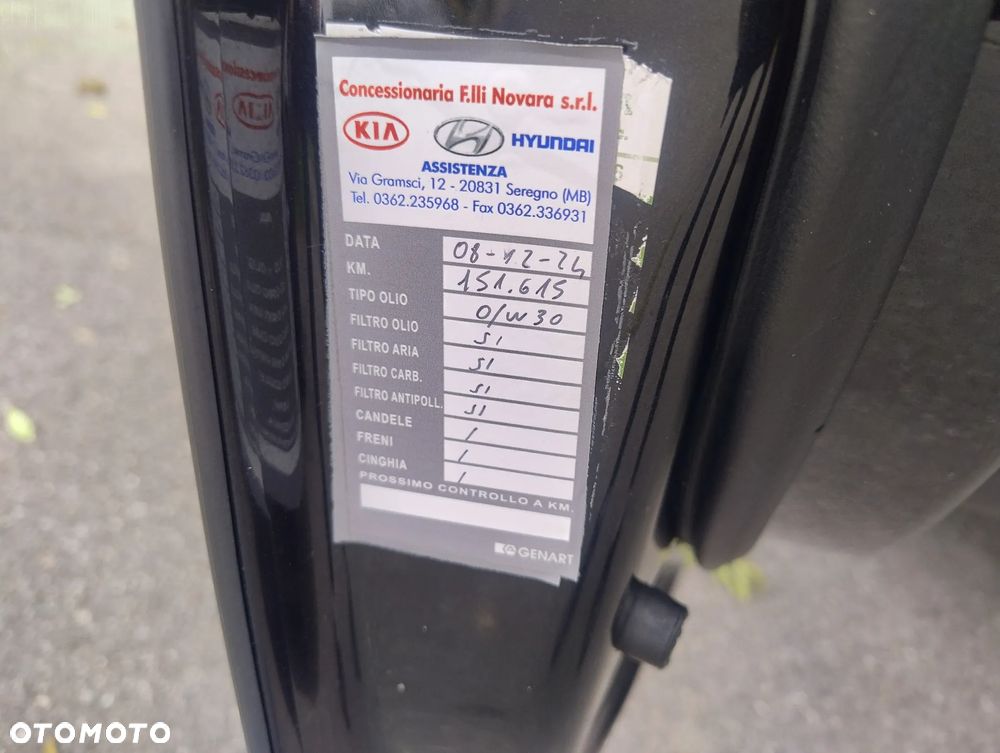 Concessionaria F.lli Novara s.r.l.
KIA HYUNDAI
ASSISTENZA
Via Gramsci, 12 - 20831 Seregno (MB)
Tel. 0362.235968 - Fax 0362.336931
DATA 08-12-24
KM. 151.615
TIPO OLIO 0/W30
FILTRO OLIO SI
FILTRO ARIA SI
FILTRO CARB. SI
FILTRO ANTIPOLL. SI
CANDELE /
FRENI /
CINGHIA /
PROSSIMO CONTROLLO A KM.
GENART
OTOMOTO